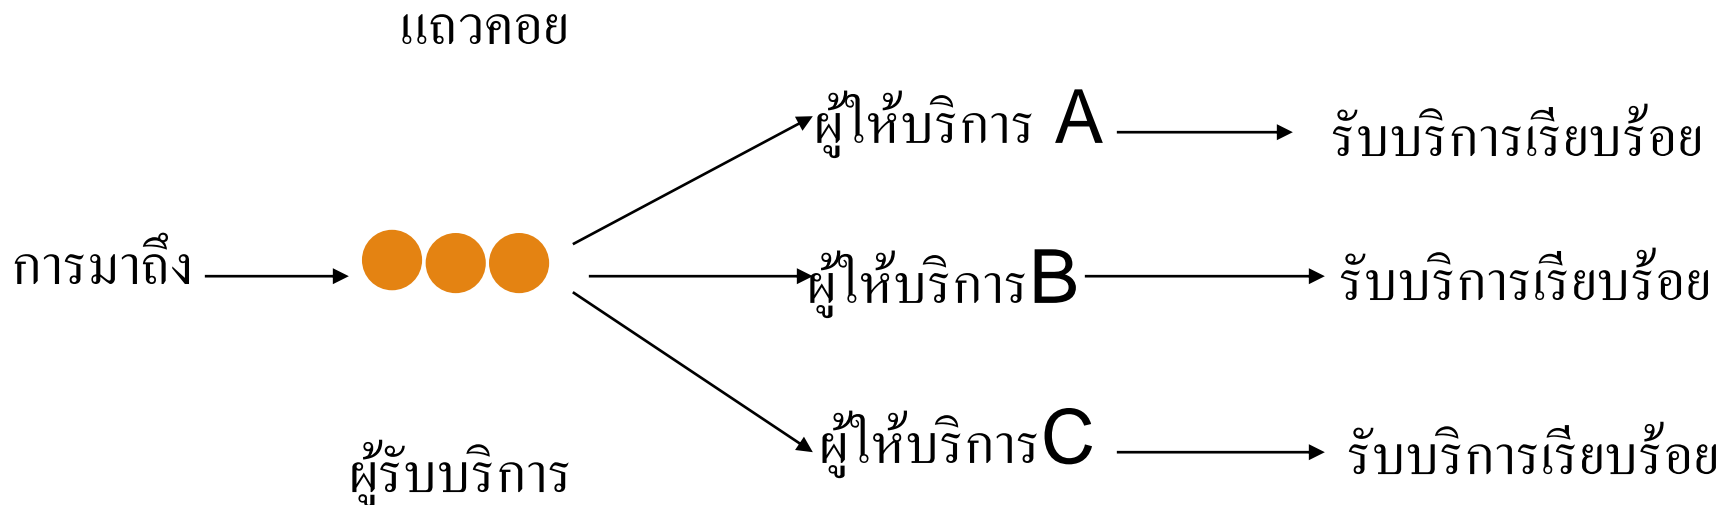 แถวคอย
ผู้ให้บริการ A
รับบริการเรียบร้อย
การมาถึง
ผู้ให้บริการB
รับบริการเรียบร้อย
ผู้ให้บริการC
รับบริการเรียบร้อย
ผู้รับบริการ